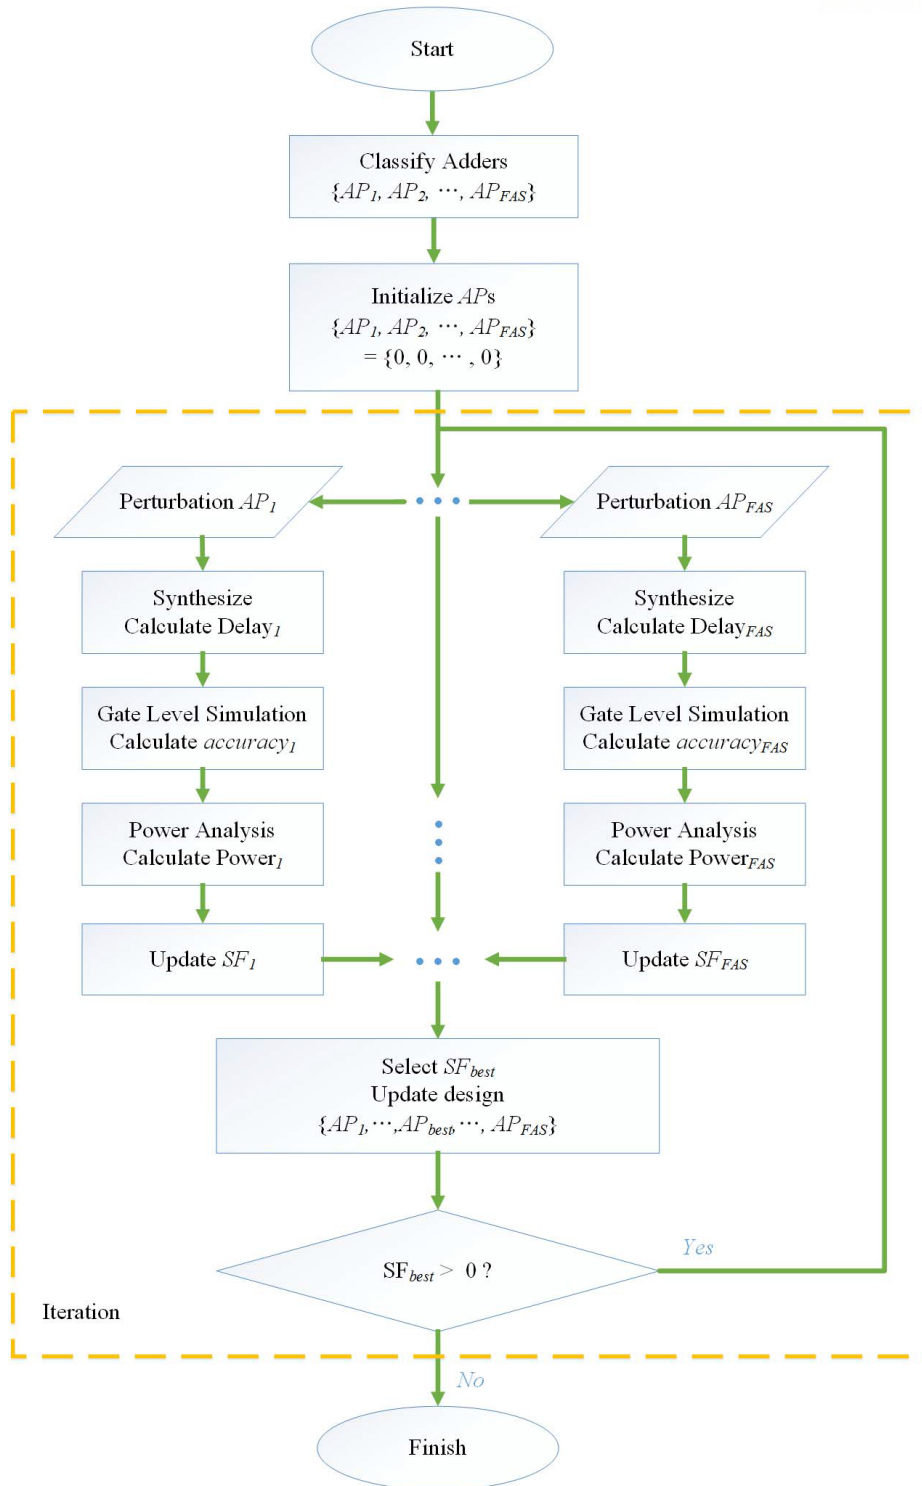 Start
Classify Adders
{AP1, AP2, ⋯, APFAS}
Initialize APs
{AP1, AP2, ⋯, APFAS}
= {0, 0, ⋯ , 0}
Perturbation AP1
Perturbation APFAS
Synthesize
Calculate Delay1
Synthesize
Calculate DelayFAS
Gate Level Simulation
Calculate accuracy1
Gate Level Simulation
Calculate accuracyFAS
Power Analysis
Calculate Power1
Power Analysis
Calculate PowerFAS
Update SF1
Update SFFAS
Select SFbest
Update design
{AP1,⋯,APbest,⋯, APFAS}
SFbest > 0 ?
Yes
Iteration
No
Finish